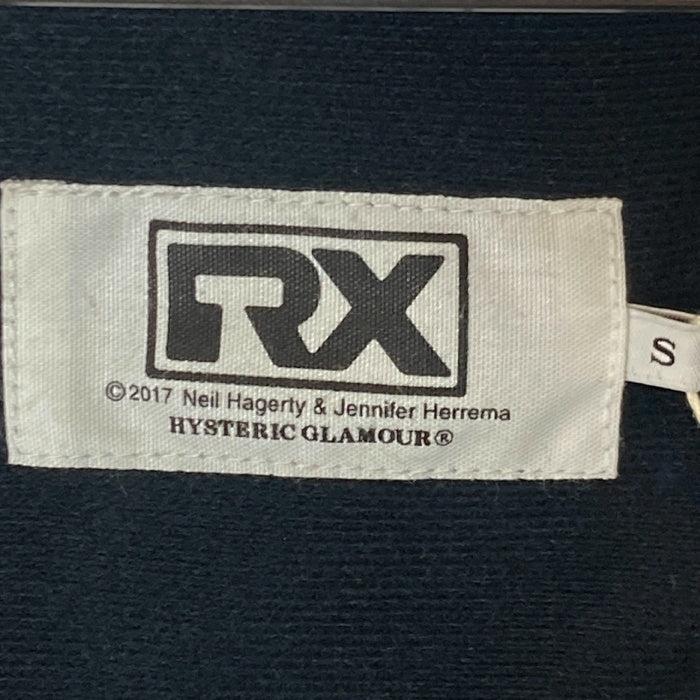 RX
©2017 Neil Hagerty & Jennifer Herrema
HYSTERIC GLAMOUR®
S